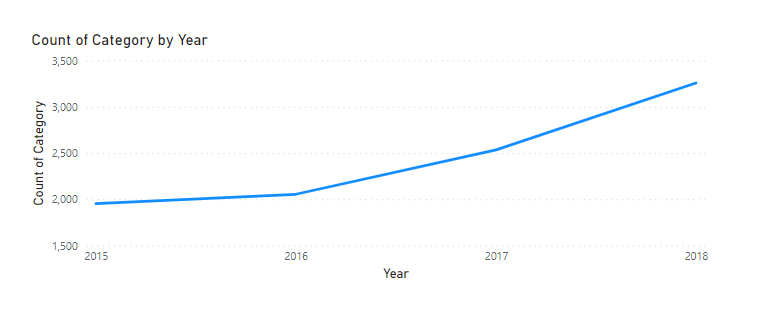 Count of Category by Year
3,500
3,000
2,500
2,000
1,500
Count of Category
2015 2016 2017 2018
Year